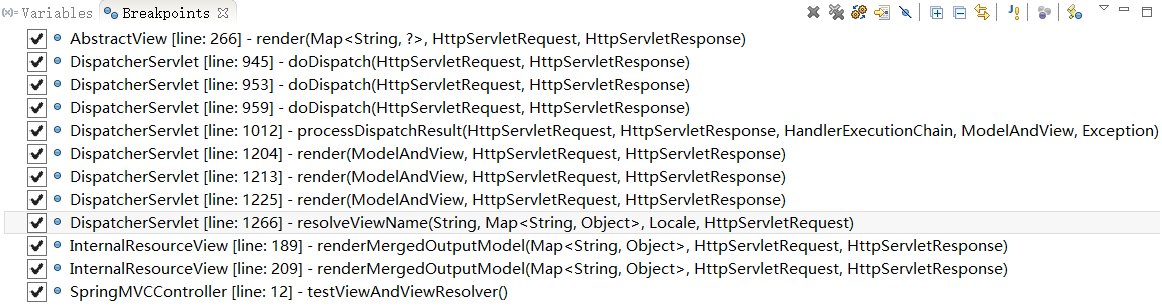 (x)= Variables Breakpoints
AbstractView [line: 266] - render(Map<String, ?>, HttpServletRequest, HttpServletResponse)
DispatcherServlet [line: 945] - doDispatch(HttpServletRequest, HttpServletResponse)
DispatcherServlet [line: 953] - doDispatch(HttpServletRequest, HttpServletResponse)
DispatcherServlet [line: 959] - doDispatch(HttpServletRequest, HttpServletResponse)
DispatcherServlet [line: 1012] - processDispatchResult(HttpServletRequest, HttpServletResponse, HandlerExecutionChain, ModelAndView, Exception)
DispatcherServlet [line: 1204] - render(ModelAndView, HttpServletRequest, HttpServletResponse)
DispatcherServlet [line: 1213] - render(ModelAndView, HttpServletRequest, HttpServletResponse)
DispatcherServlet [line: 1225] - render(ModelAndView, HttpServletRequest, HttpServletResponse)
DispatcherServlet [line: 1266] - resolveViewName(String, Map<String, Object>, Locale, HttpServletRequest)
InternalResourceView [line: 189] - renderMergedOutputModel(Map<String, Object>, HttpServletRequest, HttpServletResponse)
InternalResourceView [line: 209] - renderMergedOutputModel(Map<String, Object>, HttpServletRequest, HttpServletResponse)
SpringMVCController [line: 12] - testViewAndViewResolver()